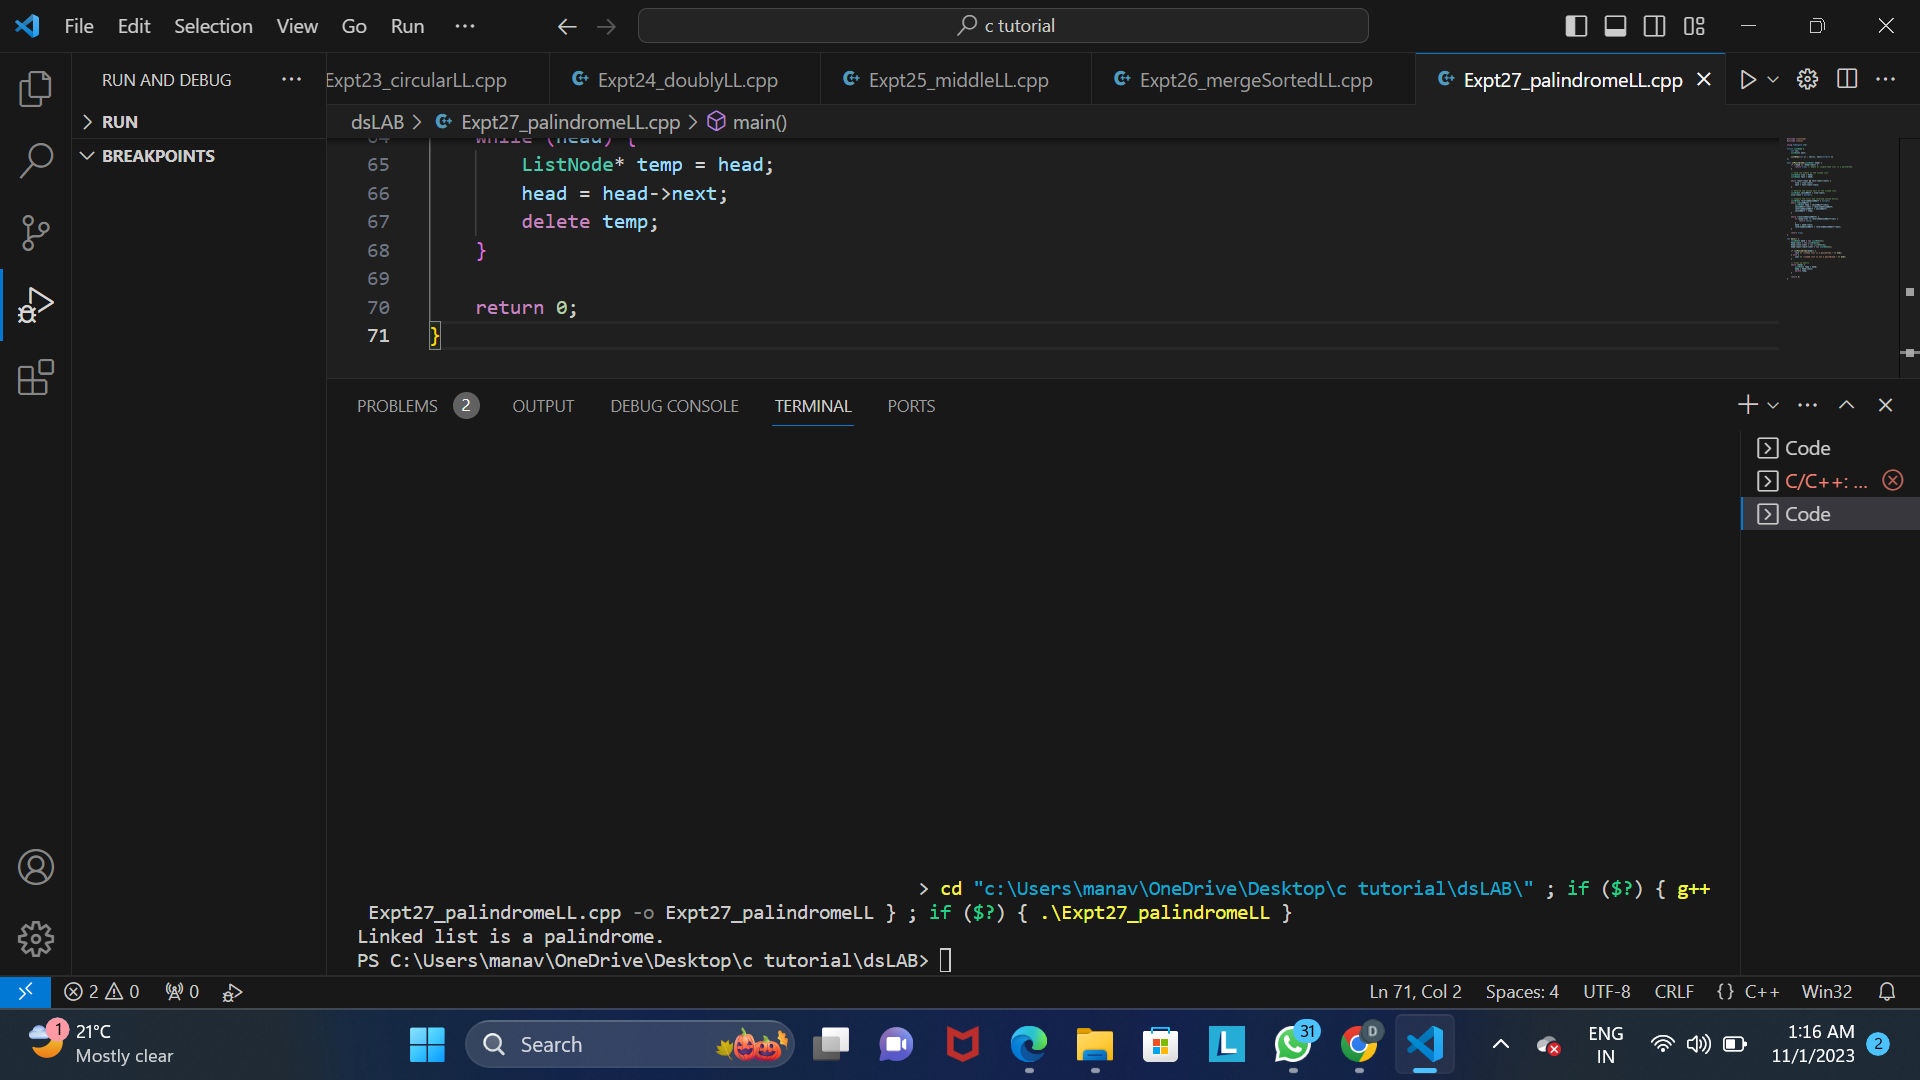 File Edit Selection View Go Run ··· c tutorial
RUN AND DEBUG ···
Expt23_circularLL.cpp Expt24_doublyLL.cpp Expt25_middleLL.cpp Expt26_mergeSortedLL.cpp Expt27_palindromeLL.cpp
RUN
BREAKPOINTS
dsLAB > Expt27_palindromeLL.cpp > main()
64 while (head) {
65 ListNode* temp = head;
66 head = head->next;
67 delete temp;
68 }
69
70 return 0;
71 }
PROBLEMS 2 OUTPUT DEBUG CONSOLE TERMINAL PORTS
Code
C/C++: ...
Code
> cd "c:\Users\manav\OneDrive\Desktop\c tutorial\dsLAB\" ; if ($?) { g++
Expt27_palindromeLL.cpp -o Expt27_palindromeLL } ; if ($?) { .\Expt27_palindromeLL }
Linked list is a palindrome.
PS C:\Users\manav\OneDrive\Desktop\c tutorial\dsLAB>
2 0 0 Ln 71, Col 2 Spaces: 4 UTF-8 CRLF {} C++ Win32
1 21°C
Mostly clear
Search
L
31
D
ENG
IN
1:16 AM
11/1/2023
2